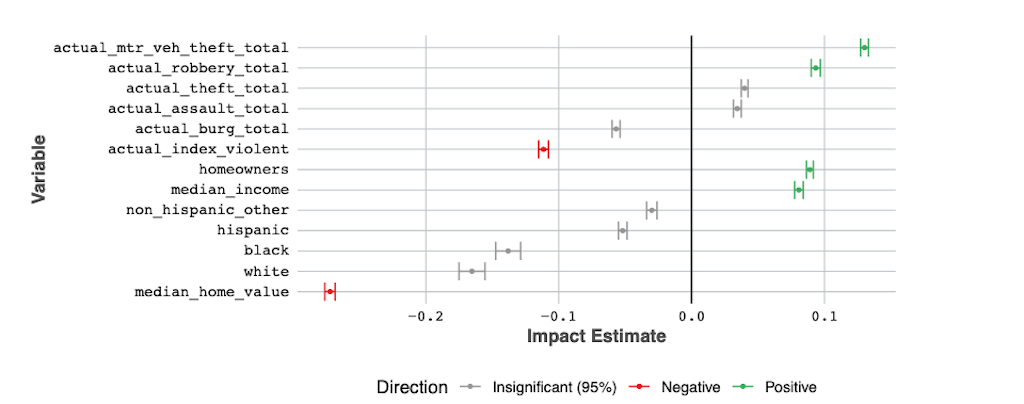 actual_mtr_veh_theft_total
actual_robbery_total
actual_theft_total
actual_assault_total
actual_burg_total
actual_index_violent
homeowners
median_income
non_hispanic_other
hispanic
black
white
median_home_value
Variable
−0.2 −0.1 0.0 0.1
Impact Estimate
Direction Insignificant (95%) Negative Positive